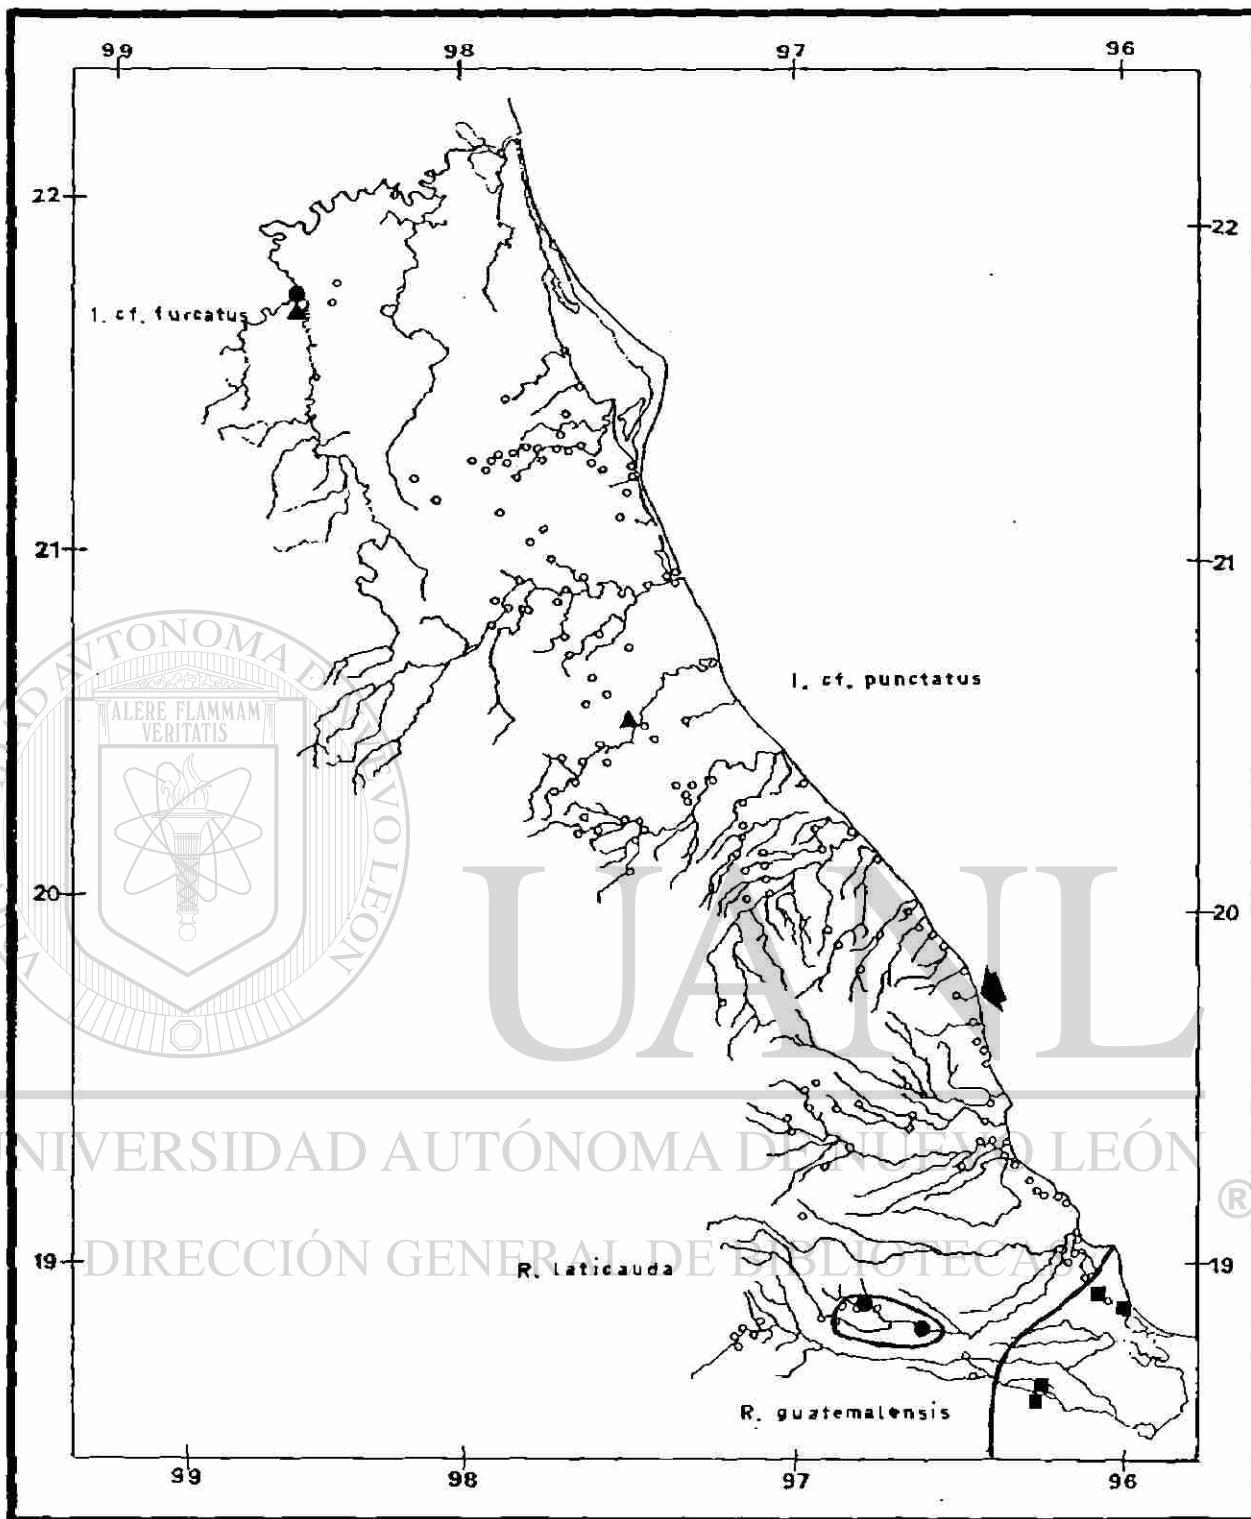 99 98 97 96
22
22
I. cf. furcatus
21
21
I. cf. punctatus
ALERE FLAMMAM
VERITATIS
20
20
UANL
UNIVERSIDAD AUTÓNOMA DE NUEVO LEÓN
®
DIRECCIÓN GENERAL DE BIBLIOTECAS
19
19
R. laticauda
R. guatemalensis
99 98 97 96